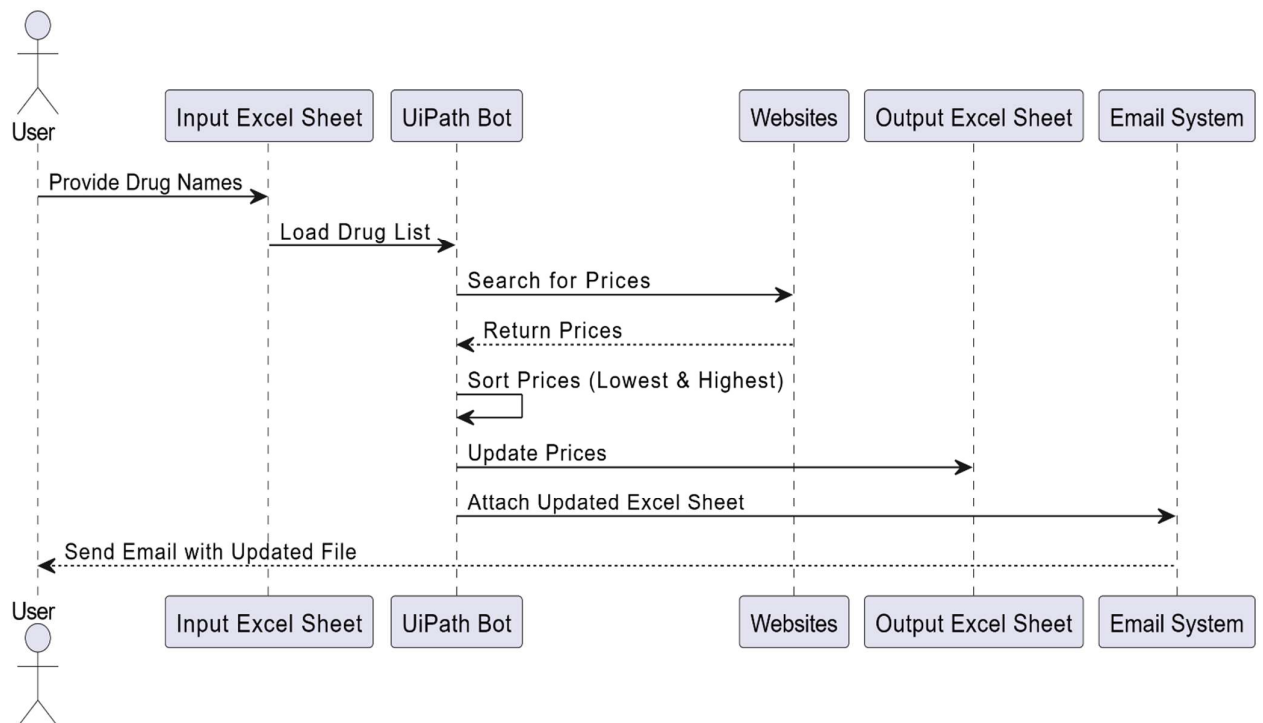 User
Input Excel Sheet
UiPath Bot
Websites
Output Excel Sheet
Email System
Provide Drug Names
Load Drug List
Search for Prices
Return Prices
Sort Prices (Lowest & Highest)
Update Prices
Attach Updated Excel Sheet
Send Email with Updated File
User
Input Excel Sheet
UiPath Bot
Websites
Output Excel Sheet
Email System